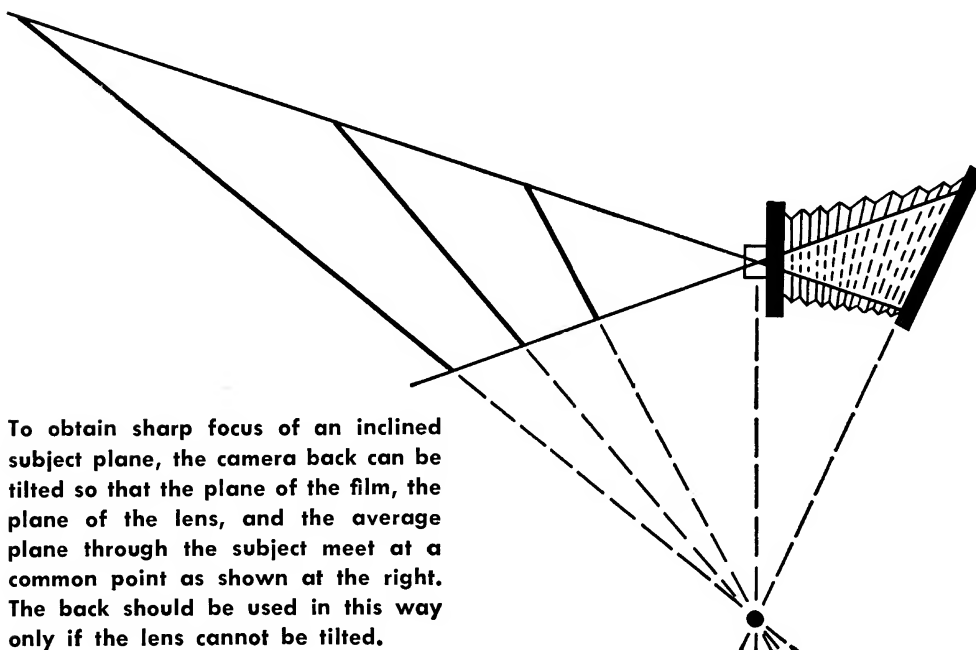 To obtain sharp focus of an inclined
subject plane, the camera back can be
tilted so that the plane of the film, the
plane of the lens, and the average
plane through the subject meet at a
common point as shown at the right.
The back should be used in this way
only if the lens cannot be tilted.